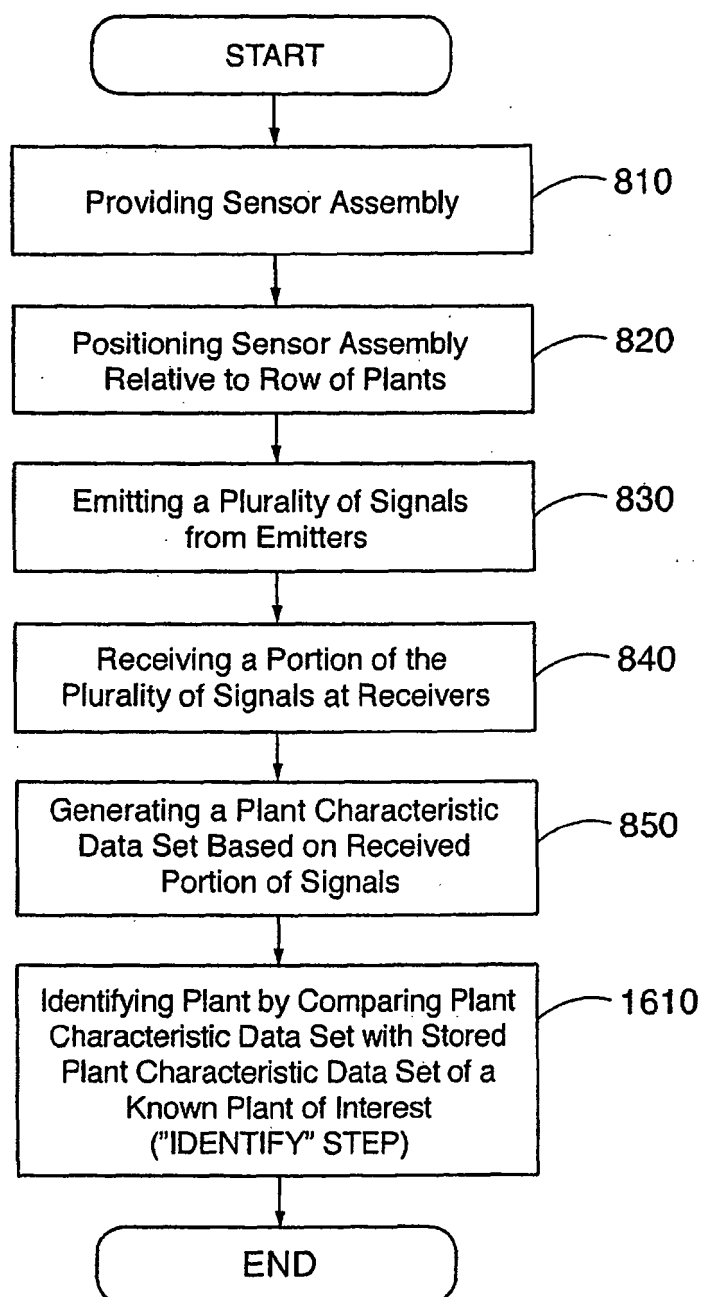 START
Providing Sensor Assembly
810
Positioning Sensor Assembly
Relative to Row of Plants
820
Emitting a Plurality of Signals
from Emitters
830
Receiving a Portion of the
Plurality of Signals at Receivers
840
Generating a Plant Characteristic
Data Set Based on Received
Portion of Signals
850
Identifying Plant by Comparing Plant
Characteristic Data Set with Stored
Plant Characteristic Data Set of a
Known Plant of Interest
("IDENTIFY" STEP)
1610
END